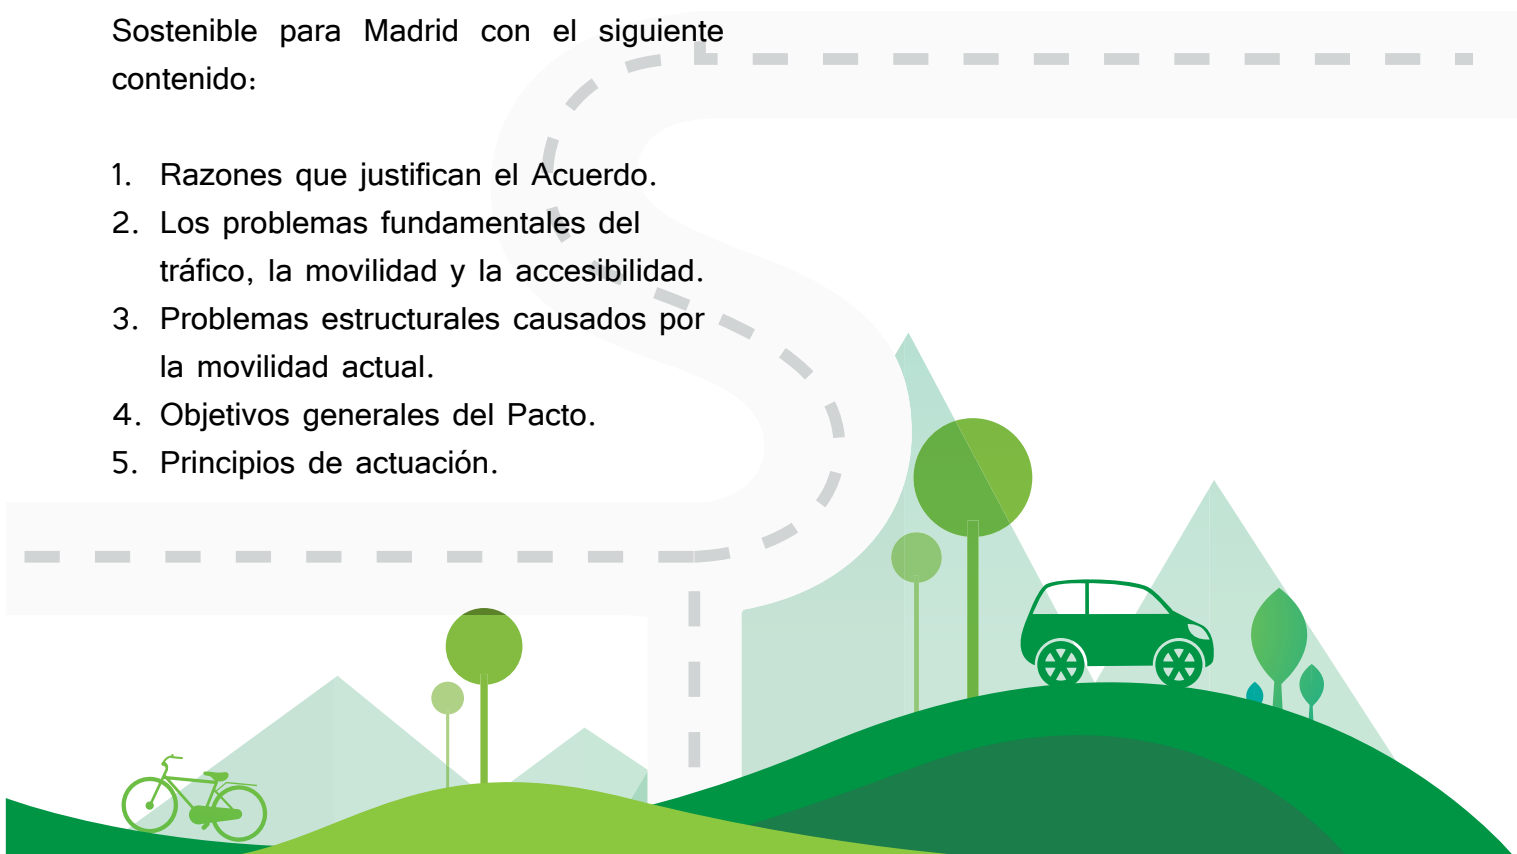 Sostenible para Madrid con el siguiente
contenido:
1. Razones que justifican el Acuerdo.
2. Los problemas fundamentales del
tráfico, la movilidad y la accesibilidad.
3. Problemas estructurales causados por
la movilidad actual.
4. Objetivos generales del Pacto.
5. Principios de actuación.